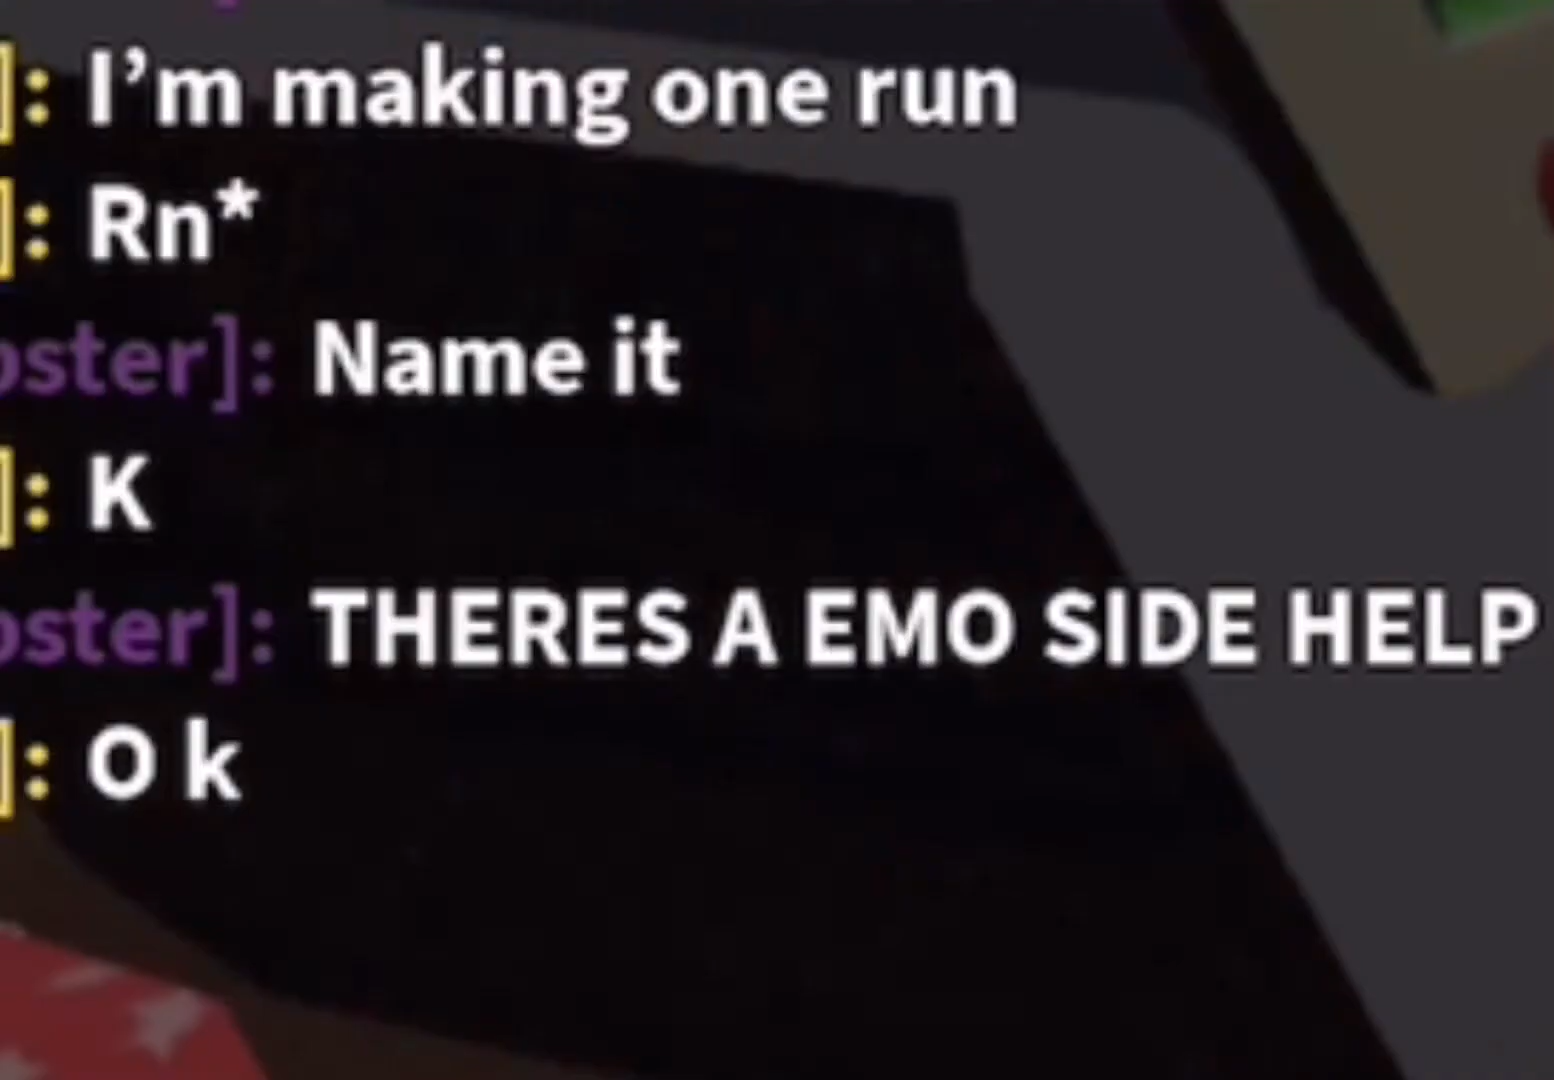 ]: I’m making one run
]: Rn*
ster]: Name it
]: K
ster]: THERES A EMO SIDE HELP
]: O k